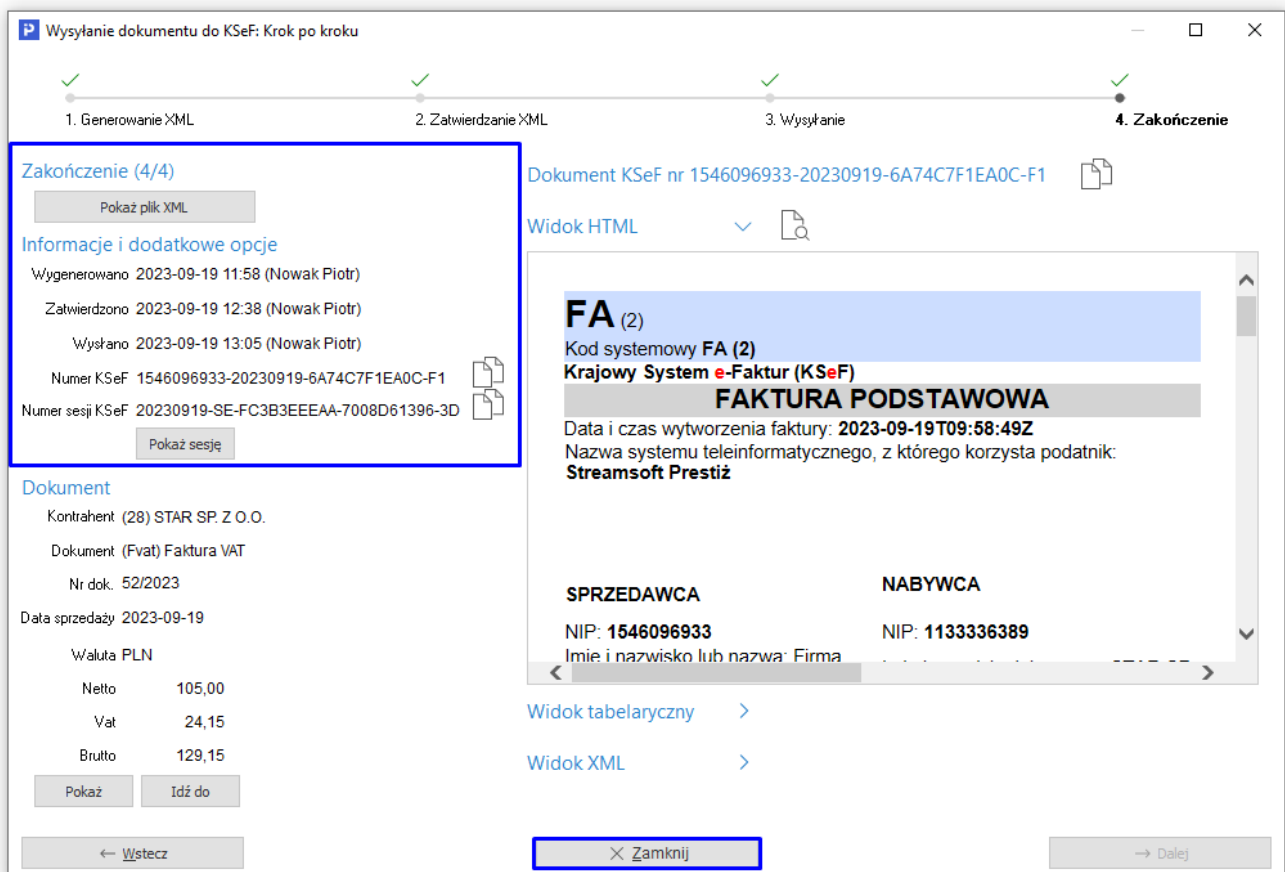 Wysyłanie dokumentu do KSeF: Krok po kroku
1. Generowanie XML
2. Zatwierdzanie XML
3. Wysyłanie
4. Zakończenie
Zakończenie (4/4)
Pokaż plik XML
Informacje i dodatkowe opcje
Wygenerowano 2023-09-19 11:58 (Nowak Piotr)
Zatwierdzono 2023-09-19 12:38 (Nowak Piotr)
Wysłano 2023-09-19 13:05 (Nowak Piotr)
Numer KSeF 1546096933-20230919-6A74C7F1EA0C-F1
Numer sesji KSeF 20230919-SE-FC3B3EEEAA-7008D61396-3D
Pokaż sesję
Dokument
Kontrahent (28) STAR SP. Z O.O.
Dokument (Fvat) Faktura VAT
Nr dok. 52/2023
Data sprzedaży 2023-09-19
Waluta PLN
Netto 105,00
Vat 24,15
Brutto 129,15
Pokaż
Idź do
Dokument KSeF nr 1546096933-20230919-6A74C7F1EA0C-F1
Widok HTML
FA (2)
Kod systemowy FA (2)
Krajowy System e-Faktur (KSeF)
FAKTURA PODSTAWOWA
Data i czas wytworzenia faktury: 2023-09-19T09:58:49Z
Nazwa systemu teleinformatycznego, z którego korzysta podatnik:
Streamsoft Prestiż
SPRZEDAWCA
NIP: 1546096933
Imię i nazwisko lub nazwa: Firma
NABYWCA
NIP: 1133336389
Widok tabelaryczny
Widok XML
← Wstecz
Zamknij
→ Dalej